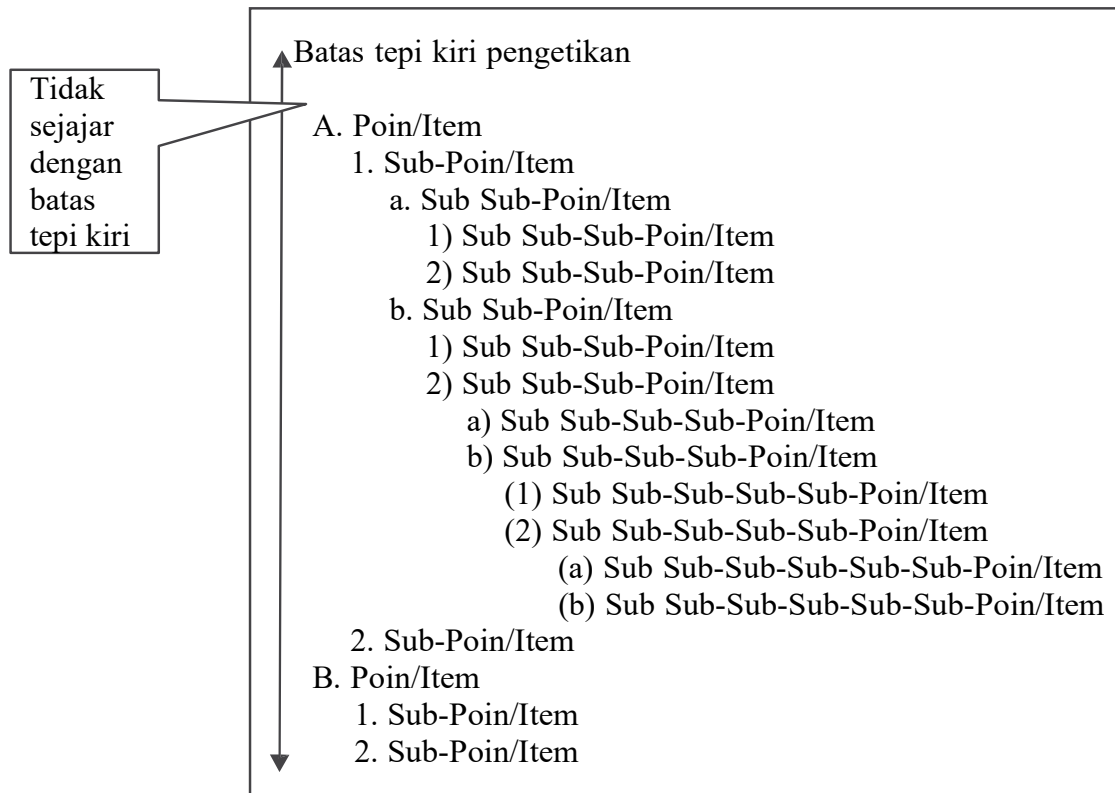 Batas tepi kiri pengetikan
Tidak
sejajar
dengan
batas
tepi kiri
A. Poin/Item
1. Sub-Poin/Item
a. Sub Sub-Poin/Item
1) Sub Sub-Sub-Poin/Item
2) Sub Sub-Sub-Poin/Item
b. Sub Sub-Poin/Item
1) Sub Sub-Sub-Poin/Item
2) Sub Sub-Sub-Poin/Item
a) Sub Sub-Sub-Sub-Poin/Item
b) Sub Sub-Sub-Sub-Poin/Item
(1) Sub Sub-Sub-Sub-Sub-Poin/Item
(2) Sub Sub-Sub-Sub-Sub-Poin/Item
(a) Sub Sub-Sub-Sub-Sub-Sub-Poin/Item
(b) Sub Sub-Sub-Sub-Sub-Sub-Poin/Item
2. Sub-Poin/Item
B. Poin/Item
1. Sub-Poin/Item
2. Sub-Poin/Item